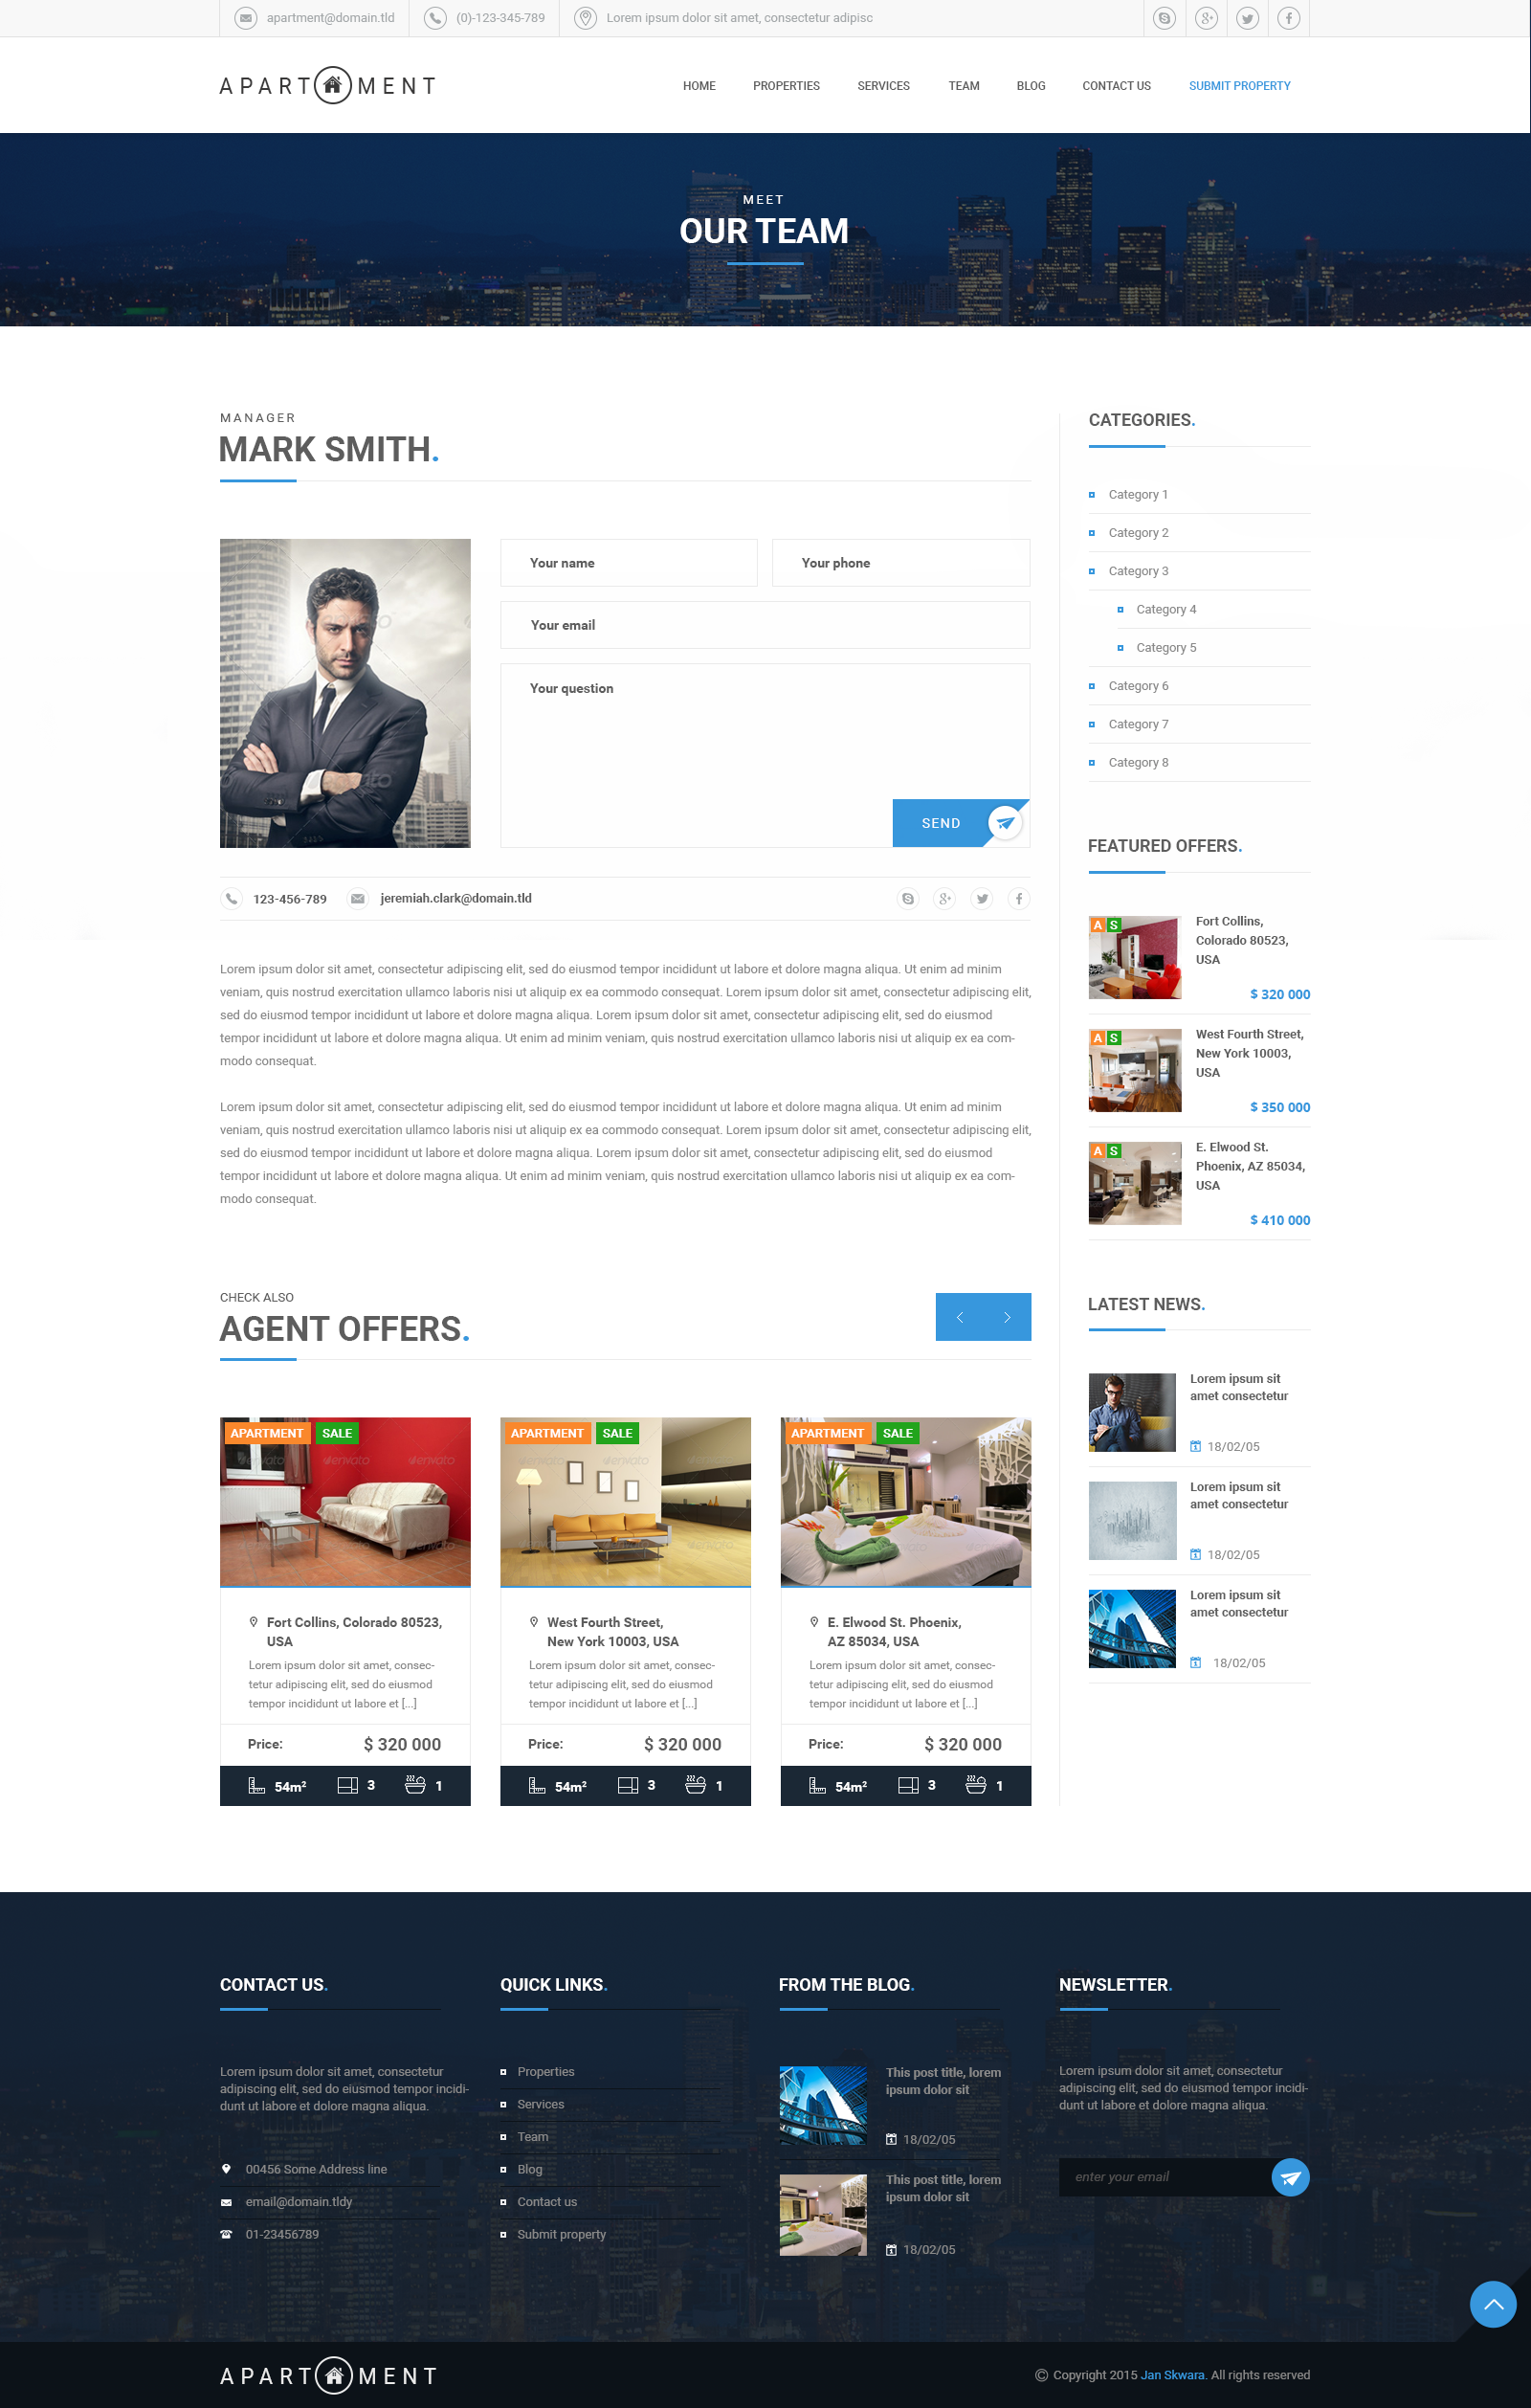 apartment@domain.tld
(0)-123-345-789
Lorem ipsum dolor sit amet, consectetur adipisc
APARTMENT
HOME
PROPERTIES
SERVICES
TEAM
BLOG
CONTACT US
SUBMIT PROPERTY
MEET
OUR TEAM
MANAGER
MARK SMITH.
Your name
Your phone
Your email
Your question
SEND
123-456-789
jeremiah.clark@domain.tld
Lorem ipsum dolor sit amet, consectetur adipiscing elit, sed do eiusmod tempor incididunt ut labore et dolore magna aliqua. Ut enim ad minim
veniam, quis nostrud exercitation ullamco laboris nisi ut aliquip ex ea commodo consequat. Lorem ipsum dolor sit amet, consectetur adipiscing elit,
sed do eiusmod tempor incididunt ut labore et dolore magna aliqua. Lorem ipsum dolor sit amet, consectetur adipiscing elit, sed do eiusmod
tempor incididunt ut labore et dolore magna aliqua. Ut enim ad minim veniam, quis nostrud exercitation ullamco laboris nisi ut aliquip ex ea com-
modo consequat.
Lorem ipsum dolor sit amet, consectetur adipiscing elit, sed do eiusmod tempor incididunt ut labore et dolore magna aliqua. Ut enim ad minim
veniam, quis nostrud exercitation ullamco laboris nisi ut aliquip ex ea commodo consequat. Lorem ipsum dolor sit amet, consectetur adipiscing elit,
sed do eiusmod tempor incididunt ut labore et dolore magna aliqua. Lorem ipsum dolor sit amet, consectetur adipiscing elit, sed do eiusmod
tempor incididunt ut labore et dolore magna aliqua. Ut enim ad minim veniam, quis nostrud exercitation ullamco laboris nisi ut aliquip ex ea com-
modo consequat.
CHECK ALSO
AGENT OFFERS.
APARTMENT SALE
envato envato envato
Fort Collins, Colorado 80523,
USA
Lorem ipsum dolor sit amet, consec-
tetur adipiscing elit, sed do eiusmod
tempor incididunt ut labore et [...]
Price: $ 320 000
54m² 3 1
APARTMENT SALE
West Fourth Street,
New York 10003, USA
Lorem ipsum dolor sit amet, consec-
tetur adipiscing elit, sed do eiusmod
tempor incididunt ut labore et [...]
Price: $ 320 000
54m² 3 1
APARTMENT SALE
E. Elwood St. Phoenix,
AZ 85034, USA
Lorem ipsum dolor sit amet, consec-
tetur adipiscing elit, sed do eiusmod
tempor incididunt ut labore et [...]
Price: $ 320 000
54m² 3 1
CATEGORIES.
Category 1
Category 2
Category 3
Category 4
Category 5
Category 6
Category 7
Category 8
FEATURED OFFERS.
A S
Fort Collins,
Colorado 80523,
USA
$ 320 000
A S
West Fourth Street,
New York 10003,
USA
$ 350 000
A S
E. Elwood St.
Phoenix, AZ 85034,
USA
$ 410 000
LATEST NEWS.
Lorem ipsum sit
amet consectetur
18/02/05
Lorem ipsum sit
amet consectetur
18/02/05
Lorem ipsum sit
amet consectetur
18/02/05
CONTACT US.
Lorem ipsum dolor sit amet, consectetur
adipiscing elit, sed do eiusmod tempor incidi-
dunt ut labore et dolore magna aliqua.
00456 Some Address line
email@domain.tldy
01-23456789
QUICK LINKS.
Properties
Services
Team
Blog
Contact us
Submit property
FROM THE BLOG.
This post title, lorem
ipsum dolor sit
18/02/05
This post title, lorem
ipsum dolor sit
18/02/05
NEWSLETTER.
Lorem ipsum dolor sit amet, consectetur
adipiscing elit, sed do eiusmod tempor incidi-
dunt ut labore et dolore magna aliqua.
enter your email
APARTMENT
© Copyright 2015 Jan Skwara. All rights reserved